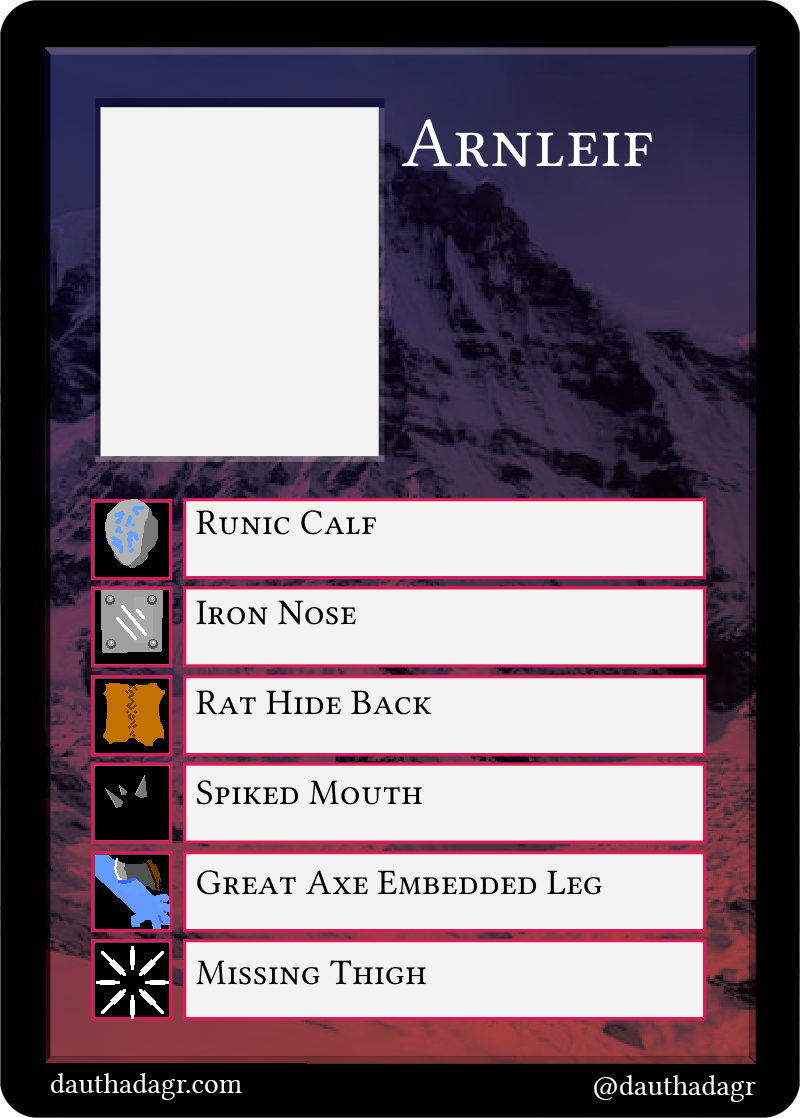 Arnleif
Runic Calf
Iron Nose
Rat Hide Back
Spiked Mouth
Great Axe Embedded Leg
Missing Thigh
dauthadagr.com
@dauthadagr